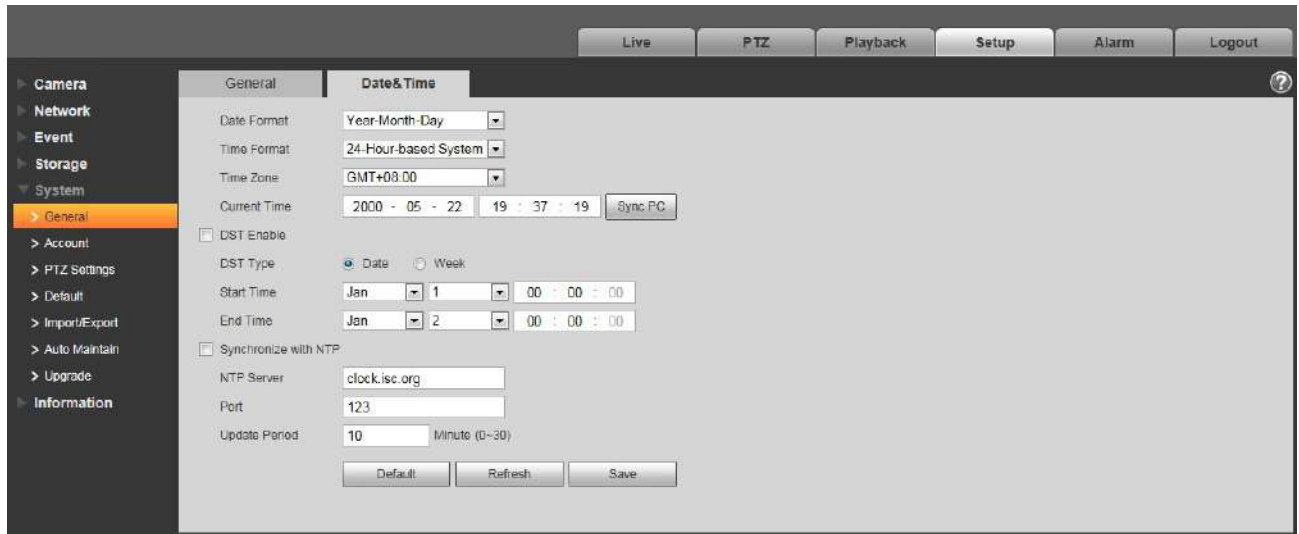 Live PTZ Playback Setup Alarm Logout
Camera
Network
Event
Storage
System
> General
> Account
> PTZ Settings
> Default
> Import/Export
> Auto Maintain
> Upgrade
Information
General Date&Time
?
Date Format Year-Month-Day
Time Format 24-Hour-based System
Time Zone GMT+08:00
Current Time 2000 - 05 - 22 19 : 37 : 19 Sync PC
DST Enable
DST Type Date Week
Start Time Jan 1 00 : 00 : 00
End Time Jan 2 00 : 00 : 00
Synchronize with NTP
NTP Server clock.isc.org
Port 123
Update Period 10 Minute (0~30)
Default Refresh Save